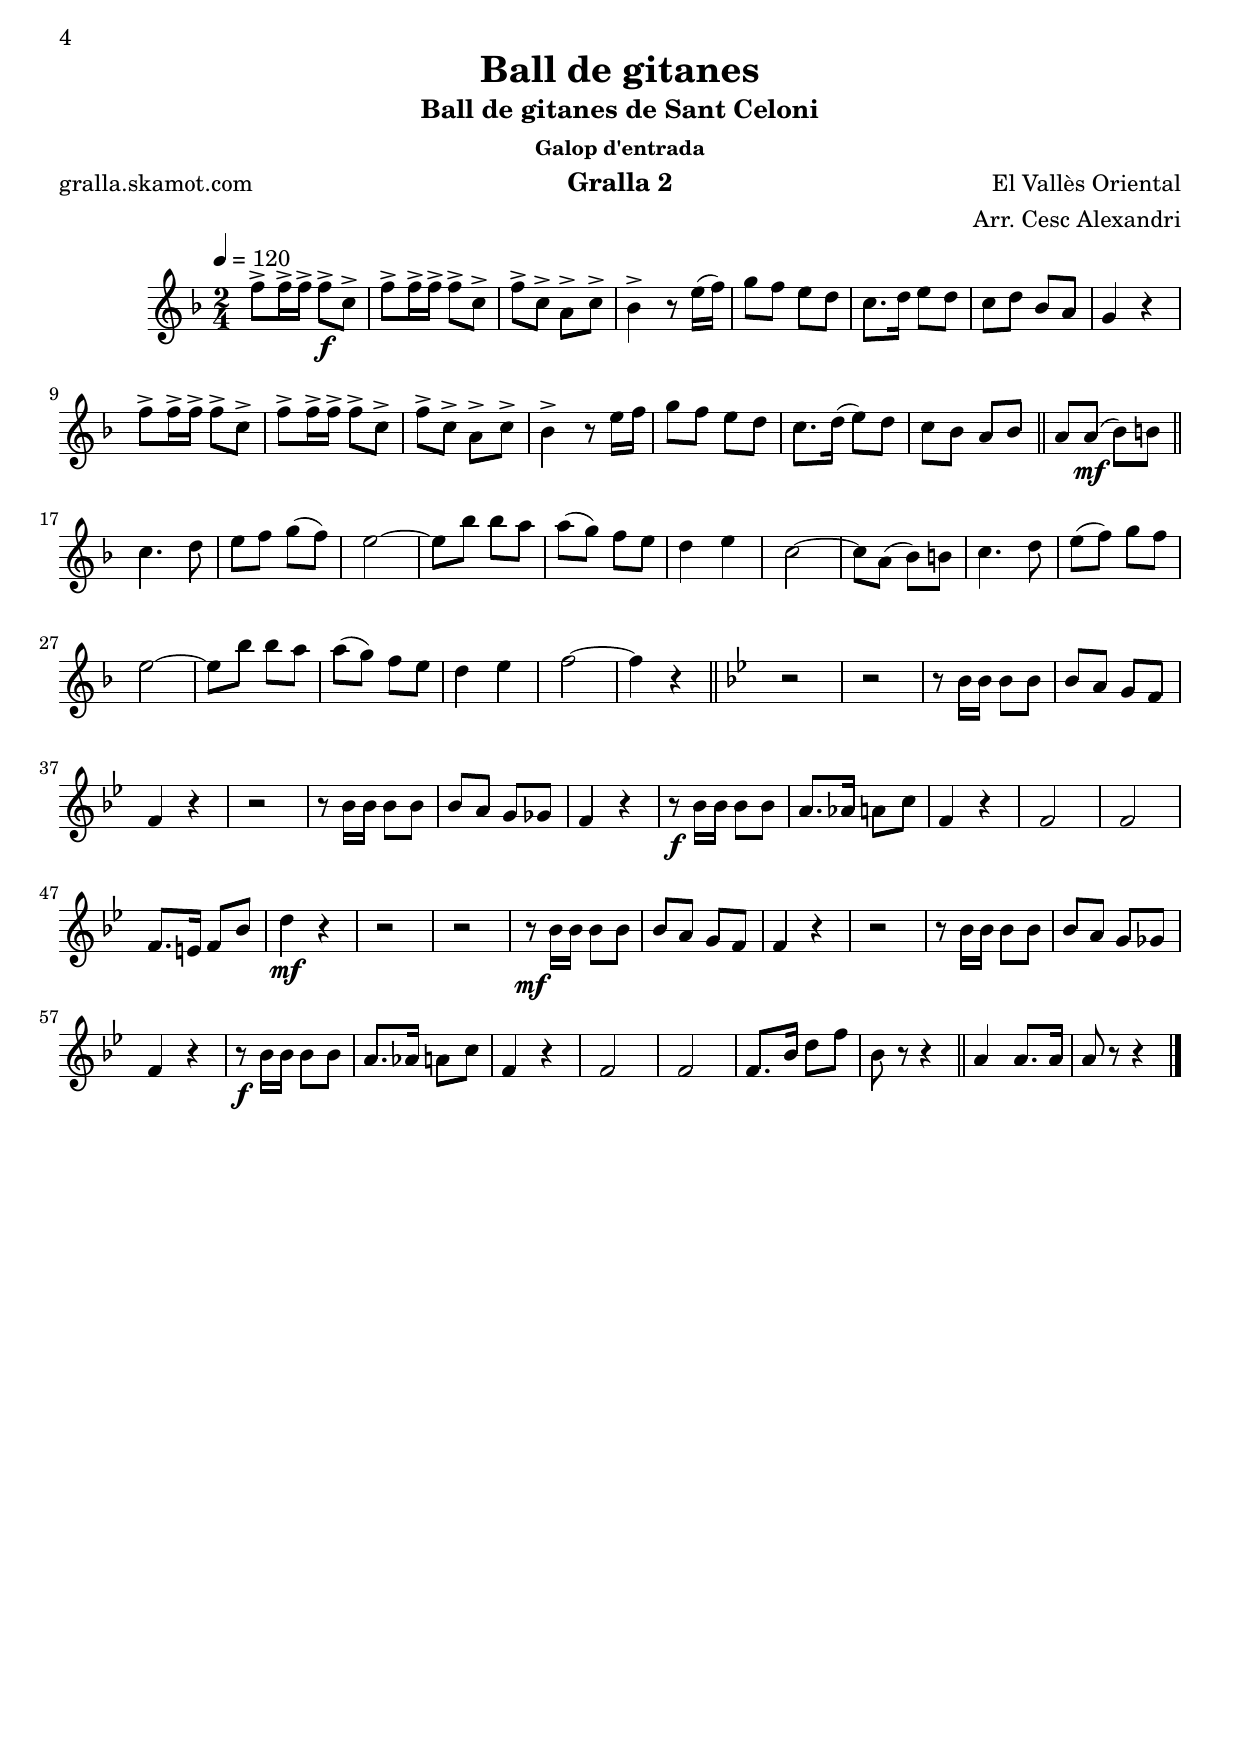 4
Ball de gitanes
Ball de gitanes de Sant Celoni
Galop d'entrada
gralla.skamot.com Gralla 2 El Vallès Oriental
Arr. Cesc Alexandri
= 120
2
4
f
9
mf
17
27
37
f
47
mf mf
57
f